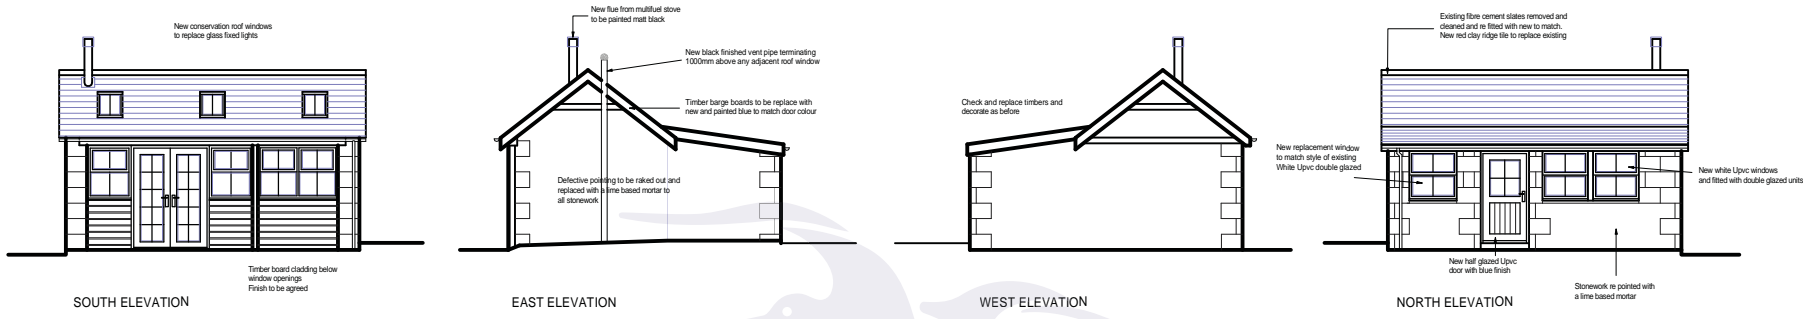 New conservation roof windows
to replace glass fixed lights
Timber board cladding below
window openings
Finish to be agreed
SOUTH ELEVATION
New flue from multifuel stove
to be painted matt black
New black finished vent pipe terminating
1000mm above any adjacent roof window
Timber barge boards to be replace with
new and painted blue to match door colour
Defective pointing to be raked out and
replaced with a lime based mortar to
all stonework
EAST ELEVATION
Check and replace timbers and
decorate as before
WEST ELEVATION
Existing fibre cement slates removed and
cleaned and re fitted with new to match.
New red clay ridge tile to replace existing
New replacement window
to match style of existing
White Upvc double glazed
New white Upvc windows
and fitted with double glazed units
New half glazed Upvc
door with blue finish
Stonework re pointed with
a lime based mortar
NORTH ELEVATION